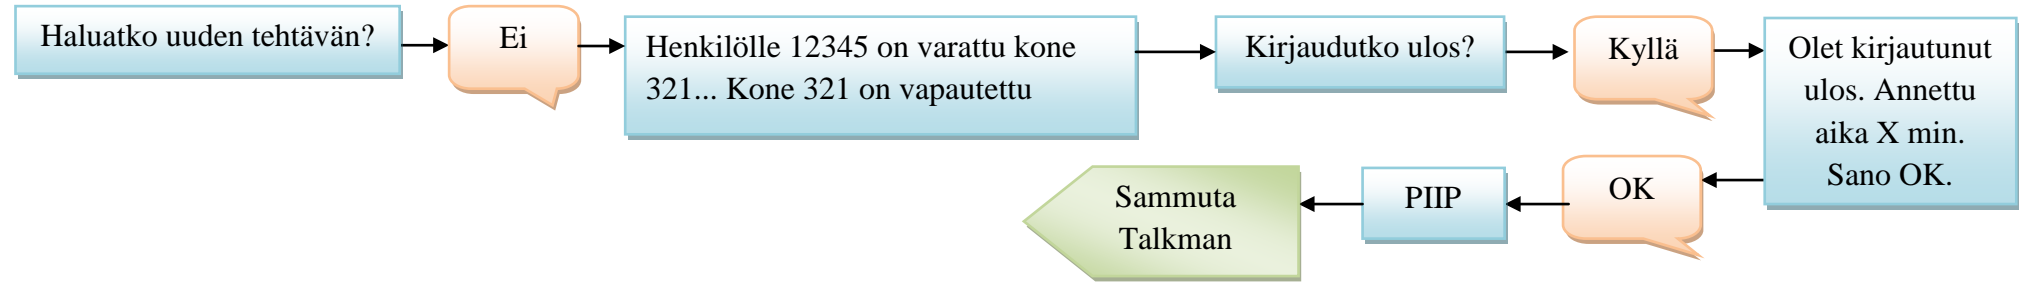 Haluatko uuden tehtävän?
Ei
Henkilölle 12345 on varattu kone
321... Kone 321 on vapautettu
Kirjaudutko ulos?
Kyllä
Olet kirjautunut
ulos. Annettu
aika X min.
Sano OK.
OK
PIIP
Sammuta
Talkman